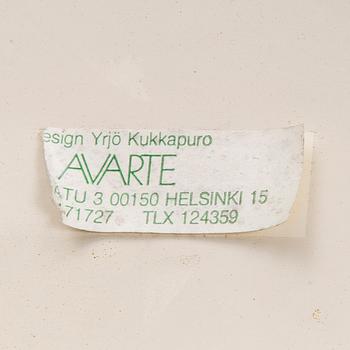 esign Yrjö Kukkapuro
AVARTE
ATU 3 00150 HELSINKI 15
71727 TLX 124359